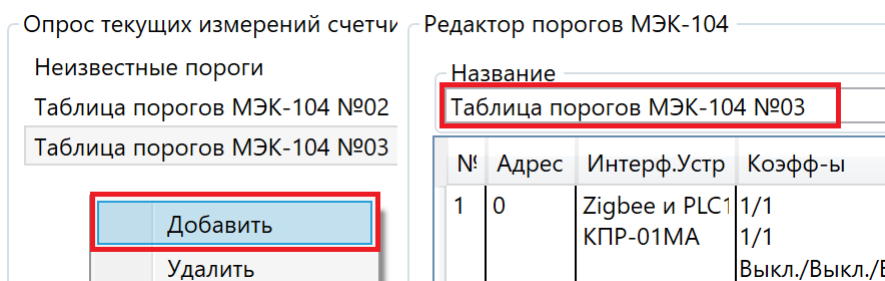 Опрос текущих измерений счетчи
Неизвестные пороги
Таблица порогов МЭК-104 №02
Таблица порогов МЭК-104 №03
Добавить
Удалить
Редактор порогов МЭК-104
Название
Таблица порогов МЭК-104 №03
№ Адрес Интерф.Устр Коэфф-ы
1 0 Zigbee и PLC1 1/1
КПР-01МА 1/1
Выкл./Выкл./В